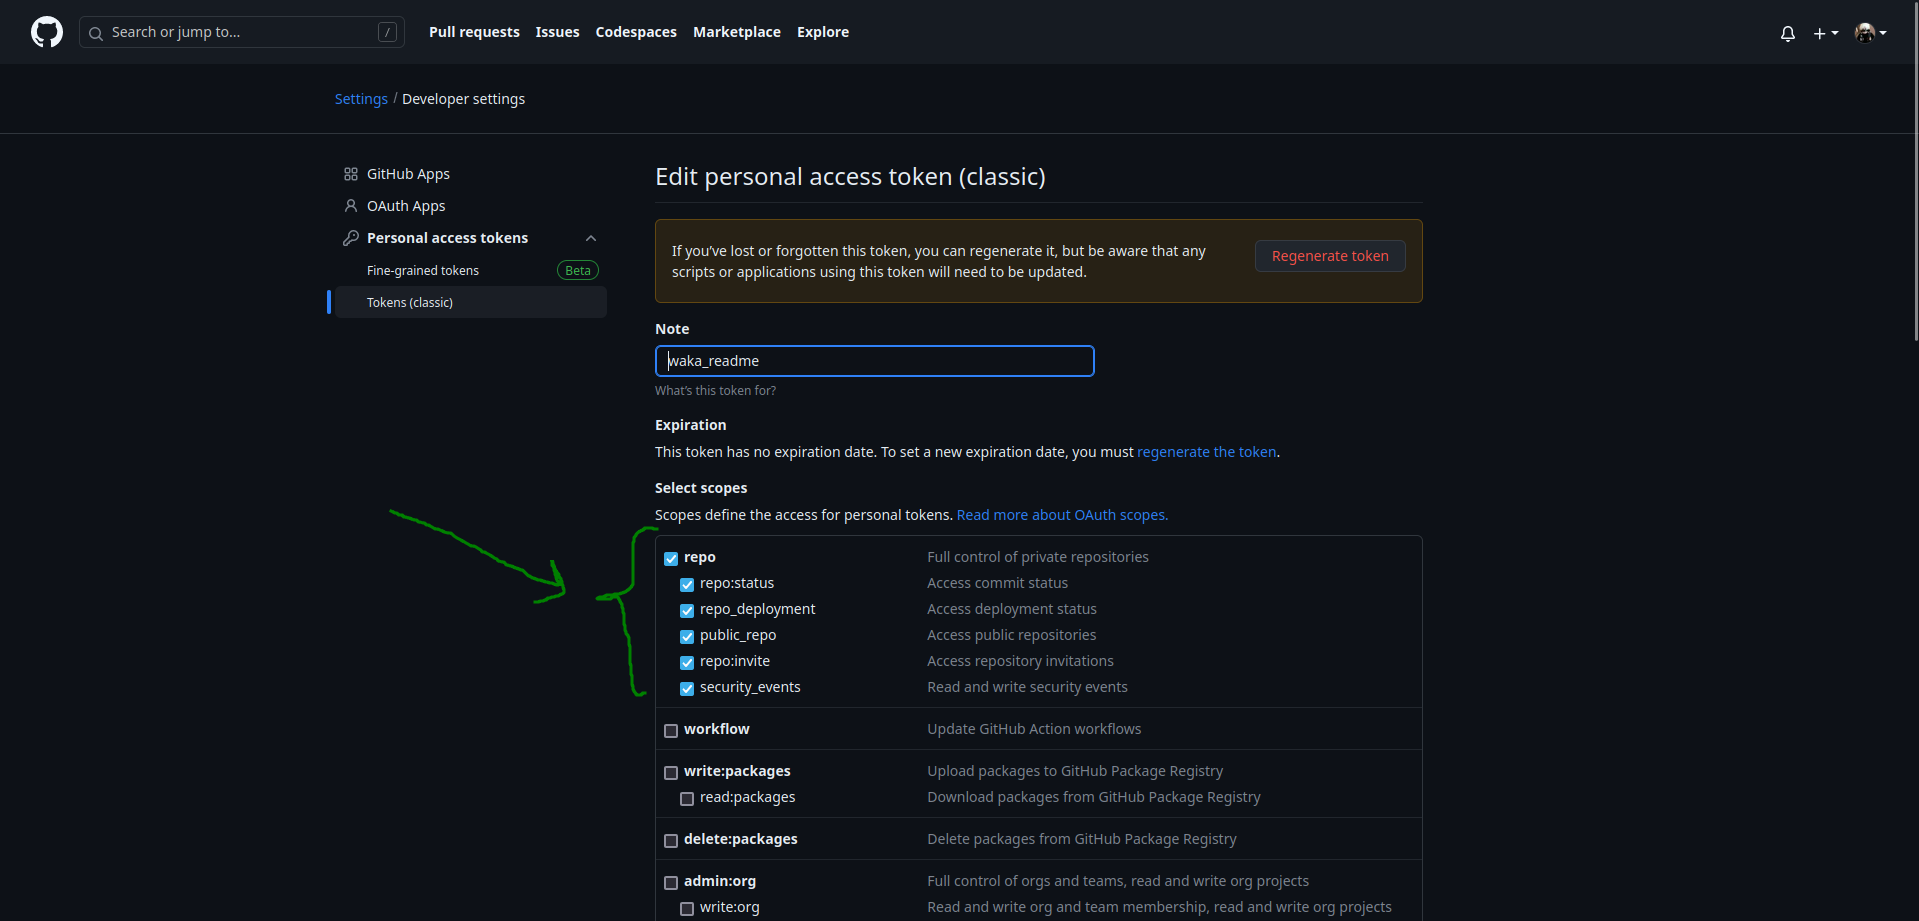 Search or jump to... / Pull requests Issues Codespaces Marketplace Explore
Settings / Developer settings
GitHub Apps
OAuth Apps
Personal access tokens
Fine-grained tokens Beta
Tokens (classic)
Edit personal access token (classic)
If you've lost or forgotten this token, you can regenerate it, but be aware that any
scripts or applications using this token will need to be updated.
Regenerate token
Note
waka_readme
What's this token for?
Expiration
This token has no expiration date. To set a new expiration date, you must regenerate the token.
Select scopes
Scopes define the access for personal tokens. Read more about OAuth scopes.
repo Full control of private repositories
repo:status Access commit status
repo_deployment Access deployment status
public_repo Access public repositories
repo:invite Access repository invitations
security_events Read and write security events
workflow Update GitHub Action workflows
write:packages Upload packages to GitHub Package Registry
read:packages Download packages from GitHub Package Registry
delete:packages Delete packages from GitHub Package Registry
admin:org Full control of orgs and teams, read and write org projects
write:org Read and write org and team membership, read and write org projects